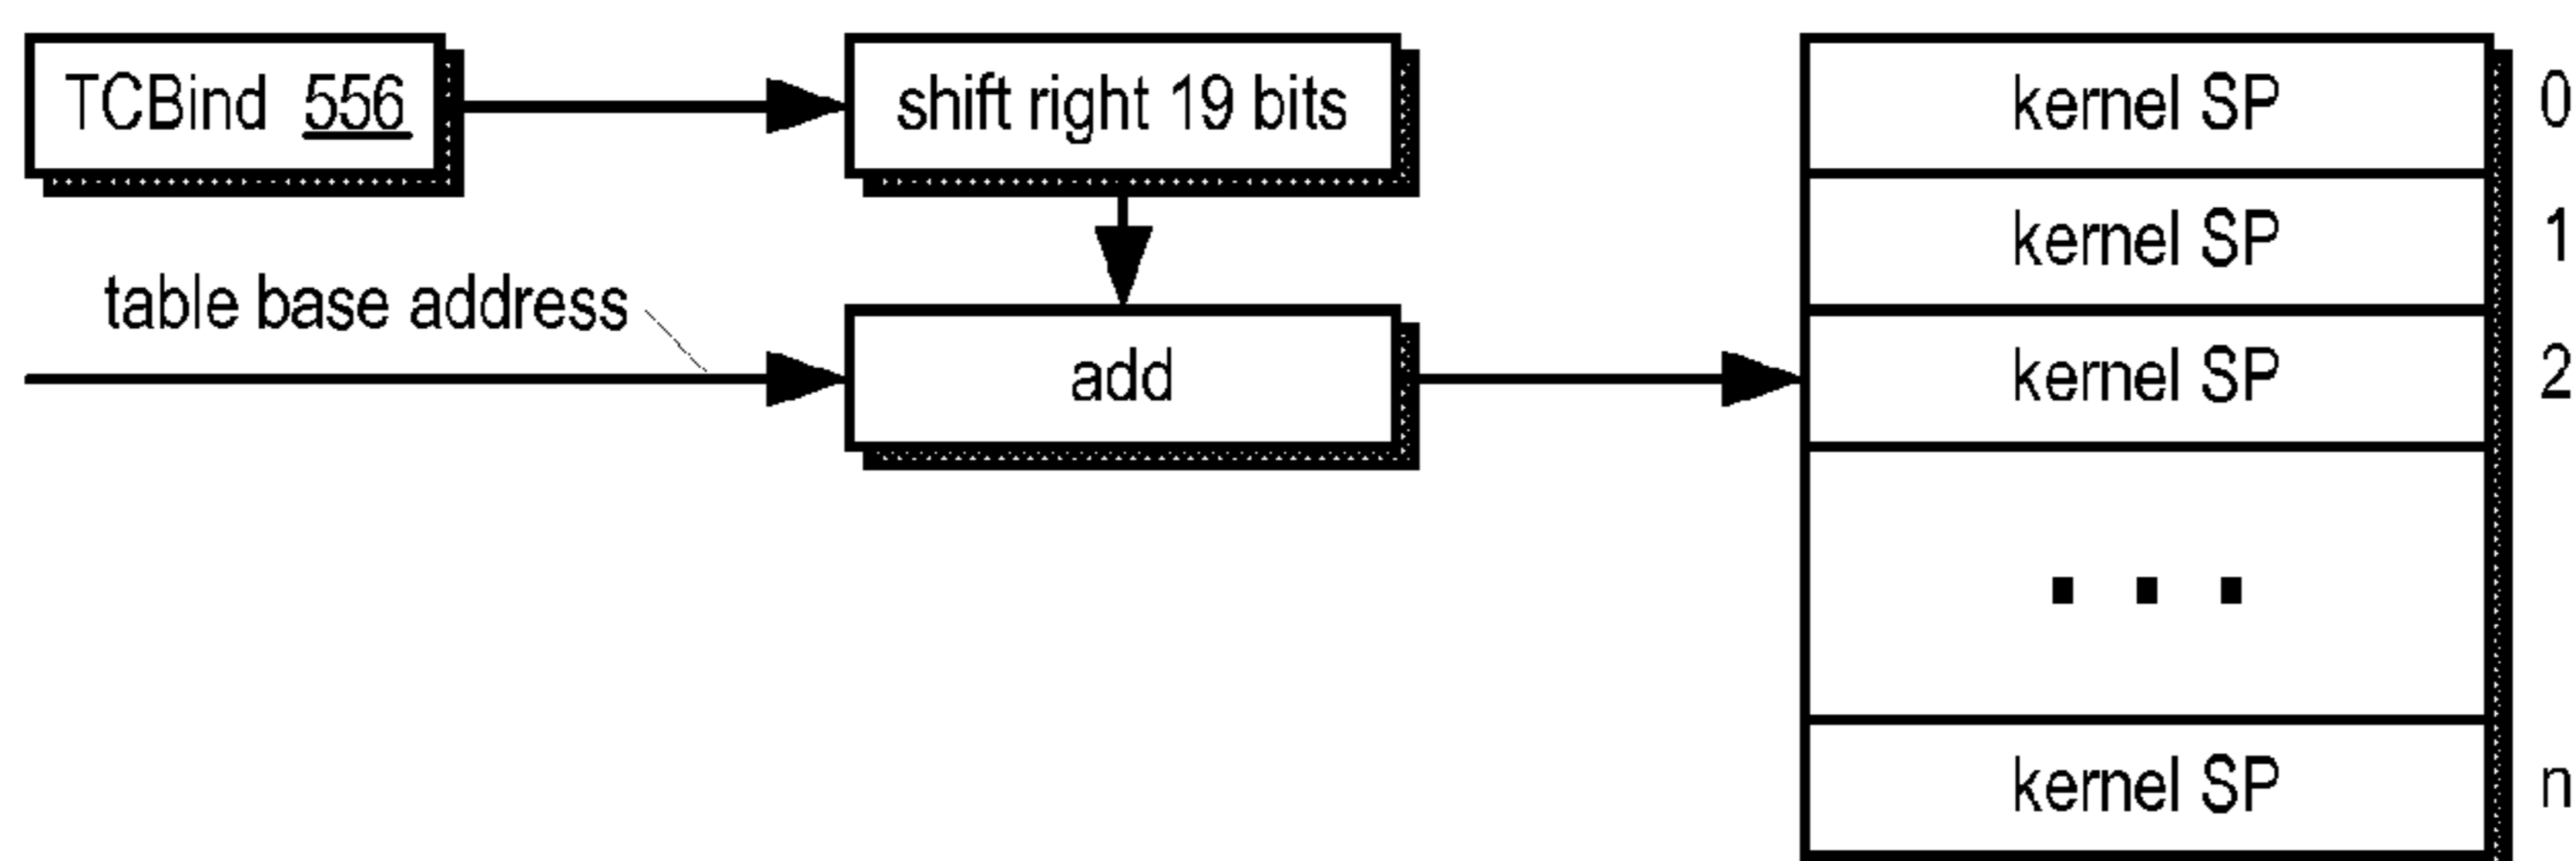 TCBind 556
shift right 19 bits
kernel SP 0
kernel SP 1
table base address
add
kernel SP 2
. . .
kernel SP n